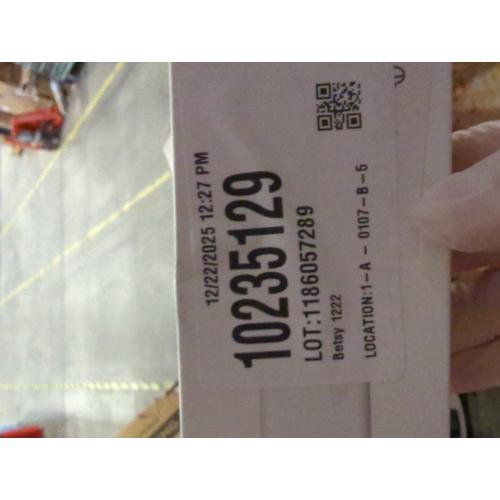 12/22/2025 12:27 PM
10235129
LOT:1186057289
Betsy 1222
LOCATION:1-A - 0107-B-5